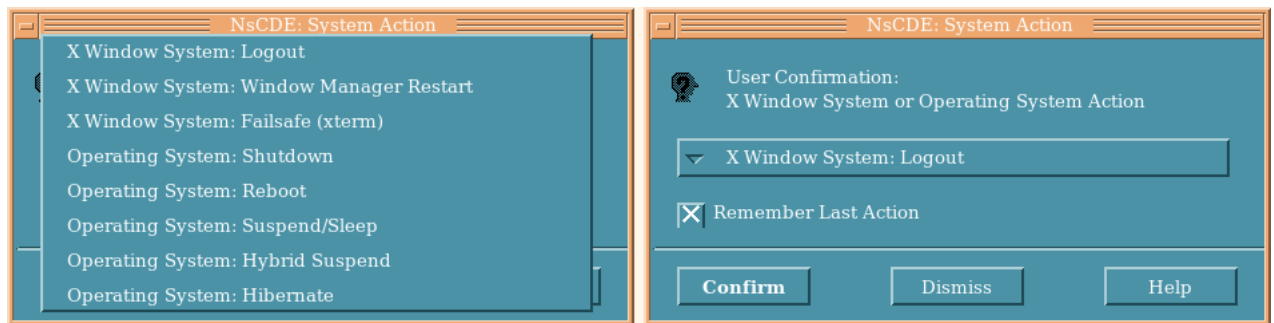 NsCDE: System Action
X Window System: Logout
X Window System: Window Manager Restart
X Window System: Failsafe (xterm)
Operating System: Shutdown
Operating System: Reboot
Operating System: Suspend/Sleep
Operating System: Hybrid Suspend
Operating System: Hibernate
NsCDE: System Action
User Confirmation:
X Window System or Operating System Action
X Window System: Logout
Remember Last Action
Confirm Dismiss Help